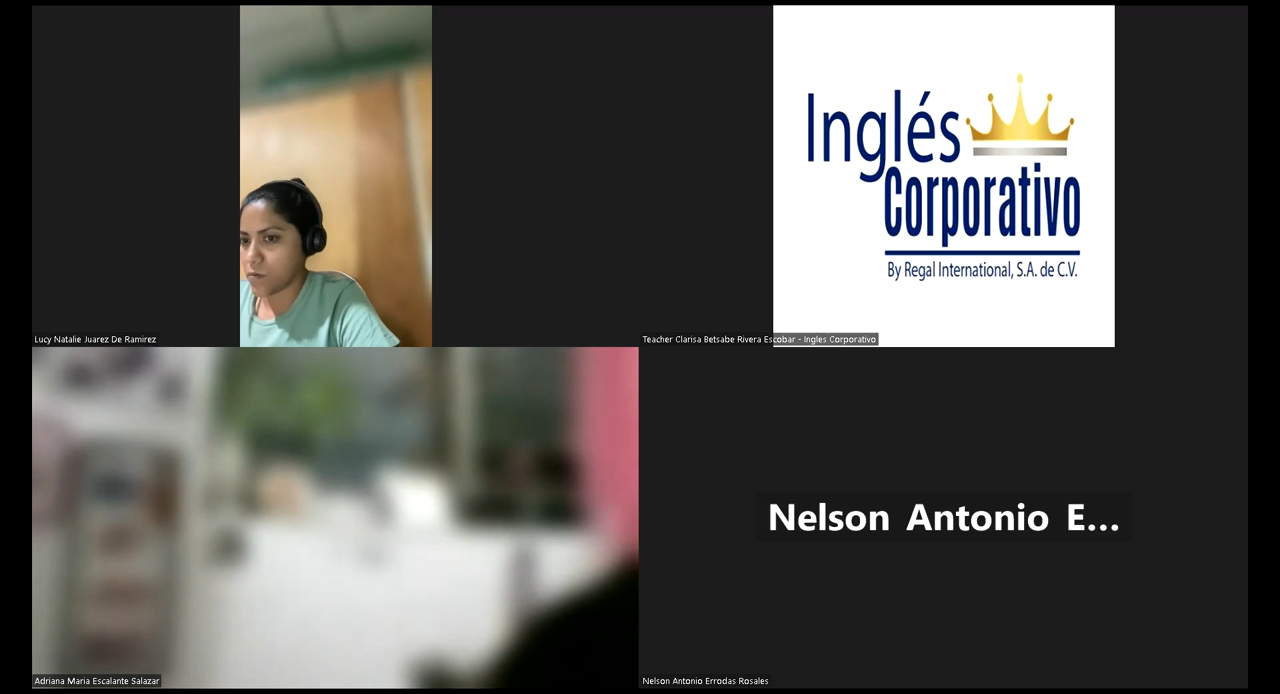 Inglés
Corporativo
By Regal International, S.A. de C.V.
Lucy Natalie Juarez De Ramirez
Teacher Clarisa Betsabe Rivera Escobar - Ingles Corporativo
Nelson Antonio E...
Adriana Maria Escalante Salazar
Nelson Antonio Errodas Rosales